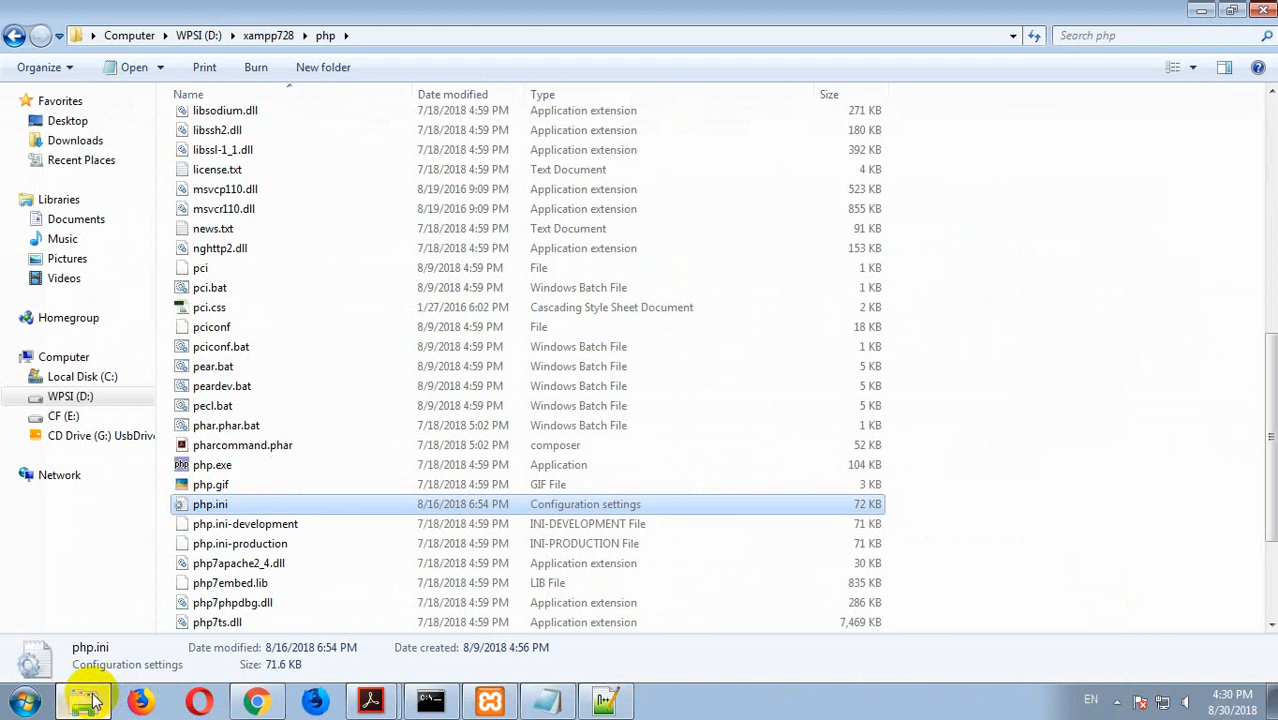 Computer WPSI (D:) xampp728 php Search php
Organize Open Print Burn New folder
Name Date modified Type Size
Favorites
Desktop
Downloads
Recent Places
Libraries
Documents
Music
Pictures
Videos
Homegroup
Computer
Local Disk (C:)
WPSI (D:)
CF (E:)
CD Drive (G:) UsbDrive
Network
libsodium.dll 7/18/2018 4:59 PM Application extension 271 KB
libssh2.dll 7/18/2018 4:59 PM Application extension 180 KB
libssl-1_1.dll 7/18/2018 4:59 PM Application extension 392 KB
license.txt 7/18/2018 4:59 PM Text Document 4 KB
msvcp110.dll 8/19/2016 9:09 PM Application extension 523 KB
msvcr110.dll 8/19/2016 9:09 PM Application extension 855 KB
news.txt 7/18/2018 4:59 PM Text Document 91 KB
nghttp2.dll 7/18/2018 4:59 PM Application extension 153 KB
pci 8/9/2018 4:59 PM File 1 KB
pci.bat 8/9/2018 4:59 PM Windows Batch File 1 KB
pci.css 1/27/2016 6:02 PM Cascading Style Sheet Document 2 KB
pciconf 8/9/2018 4:59 PM File 18 KB
pciconf.bat 8/9/2018 4:59 PM Windows Batch File 1 KB
pear.bat 8/9/2018 4:59 PM Windows Batch File 5 KB
peardev.bat 8/9/2018 4:59 PM Windows Batch File 5 KB
pecl.bat 8/9/2018 4:59 PM Windows Batch File 5 KB
phar.phar.bat 7/18/2018 5:02 PM Windows Batch File 1 KB
pharcommand.phar 7/18/2018 5:02 PM composer 52 KB
php php.exe 7/18/2018 4:59 PM Application 104 KB
php.gif 7/18/2018 4:59 PM GIF File 3 KB
php.ini 8/16/2018 6:54 PM Configuration settings 72 KB
php.ini-development 7/18/2018 4:59 PM INI-DEVELOPMENT File 71 KB
php.ini-production 7/18/2018 4:59 PM INI-PRODUCTION File 71 KB
php7apache2_4.dll 7/18/2018 4:59 PM Application extension 30 KB
php7embed.lib 7/18/2018 4:59 PM LIB File 835 KB
php7phpdbg.dll 7/18/2018 4:59 PM Application extension 286 KB
php7ts.dll 7/18/2018 4:59 PM Application extension 7,469 KB
php.ini Date modified: 8/16/2018 6:54 PM Date created: 8/9/2018 4:56 PM
Configuration settings Size: 71.6 KB
EN 4:30 PM
8/30/2018